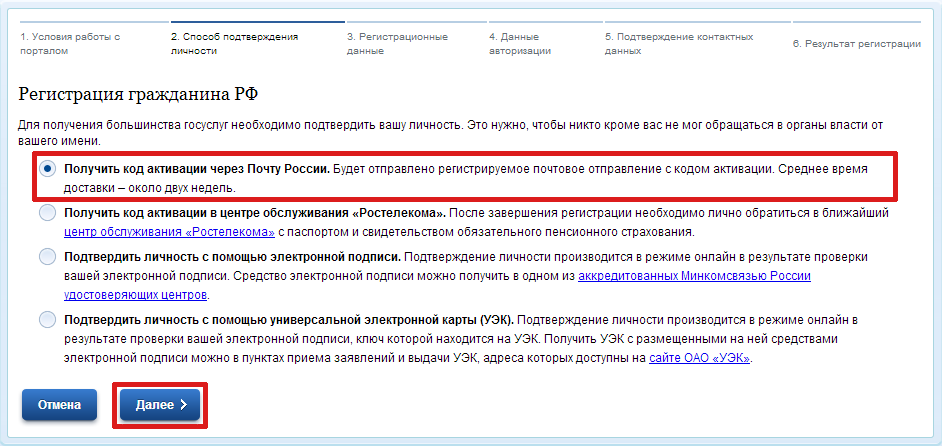 1. Условия работы с порталом
2. Способ подтверждения личности
3. Регистрационные данные
4. Данные авторизации
5. Подтверждение контактных данных
6. Результат регистрации
Регистрация гражданина РФ
Для получения большинства госуслуг необходимо подтвердить вашу личность. Это нужно, чтобы никто кроме вас не мог обращаться в органы власти от
вашего имени.
Получить код активации через Почту России. Будет отправлено регистрируемое почтовое отправление с кодом активации. Среднее время
доставки – около двух недель.
Получить код активации в центре обслуживания «Ростелекома». После завершения регистрации необходимо лично обратиться в ближайший
центр обслуживания «Ростелекома» с паспортом и свидетельством обязательного пенсионного страхования.
Подтвердить личность с помощью электронной подписи. Подтверждение личности производится в режиме онлайн в результате проверки
вашей электронной подписи. Средство электронной подписи можно получить в одном из аккредитованных Минкомсвязью России
удостоверяющих центров.
Подтвердить личность с помощью универсальной электронной карты (УЭК). Подтверждение личности производится в режиме онлайн в
результате проверки вашей электронной подписи, ключ которой находится на УЭК. Получить УЭК с размещенными на ней средствами
электронной подписи можно в пунктах приема заявлений и выдачи УЭК, адреса которых доступны на сайте ОАО «УЭК».
Отмена
Далее